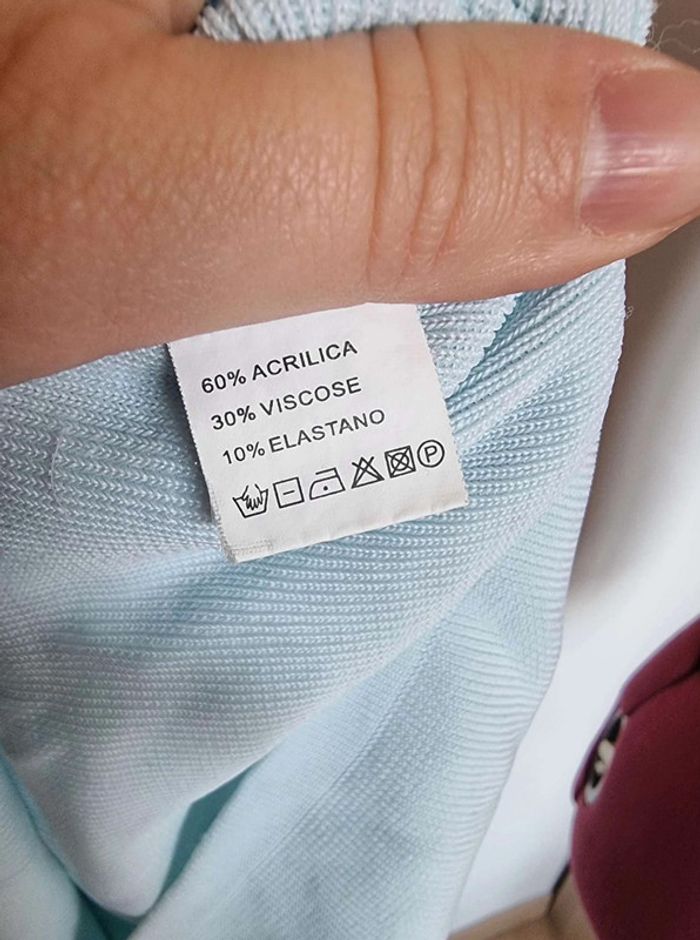 60% ACRILICA
30% VISCOSE
10% ELASTANO
P